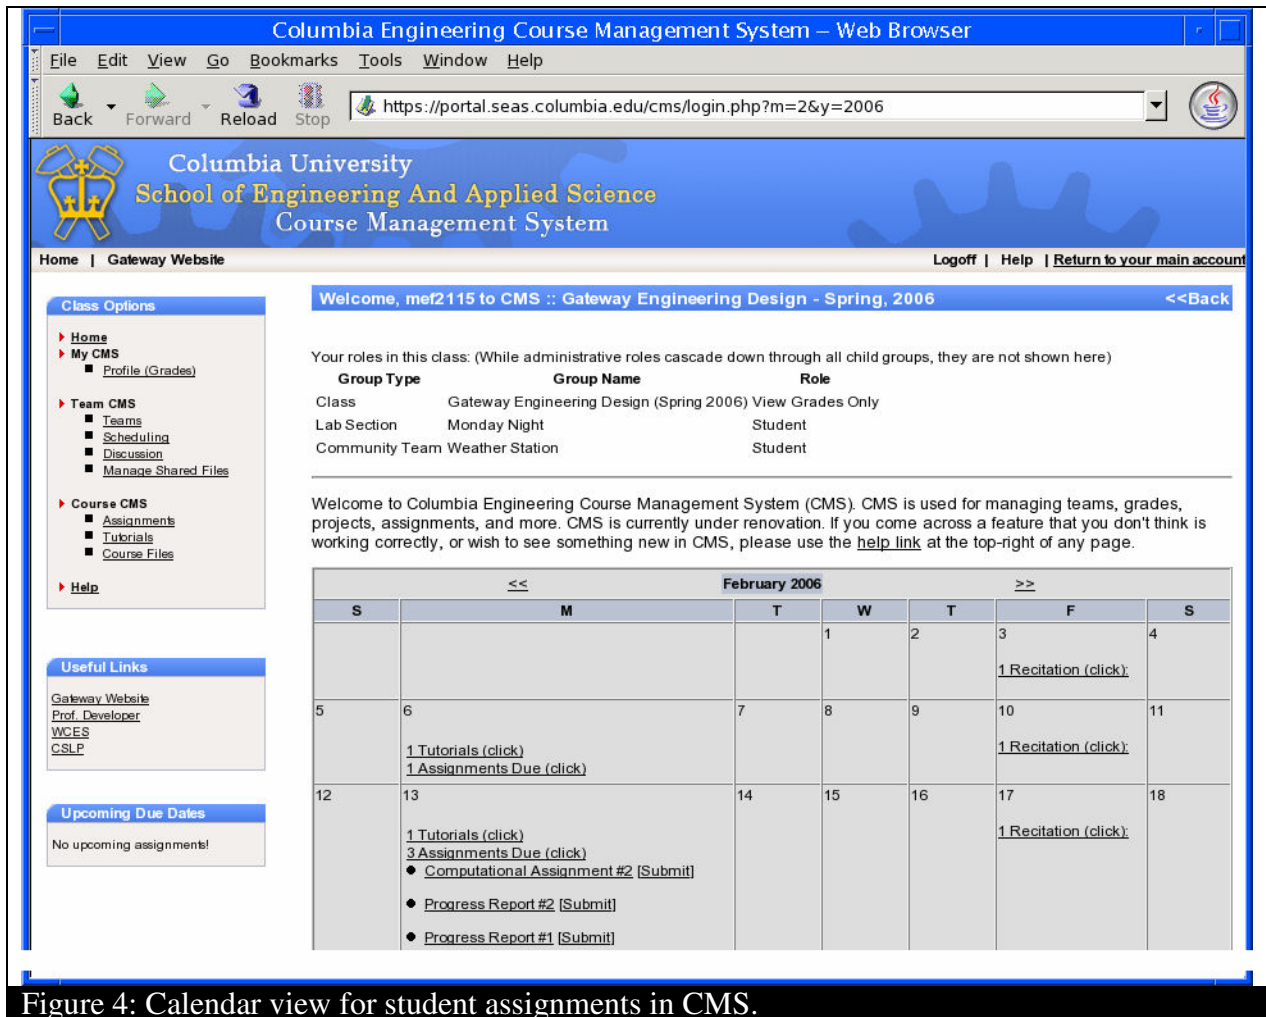 Columbia Engineering Course Management System – Web Browser
File Edit View Go Bookmarks Tools Window Help
Back Forward Reload Stop https://portal.seas.columbia.edu/cms/login.php?m=2&y=2006
Columbia University
School of Engineering And Applied Science
Course Management System
Home | Gateway Website Logoff | Help | Return to your main account
Class Options
Home
My CMS
Profile (Grades)
Team CMS
Teams
Scheduling
Discussion
Manage Shared Files
Course CMS
Assignments
Tutorials
Course Files
Help
Useful Links
Gateway Website
Prof. Developer
WCES
CSLP
Upcoming Due Dates
No upcoming assignments!
Welcome, mef2115 to CMS :: Gateway Engineering Design - Spring, 2006 <<Back
Your roles in this class: (While administrative roles cascade down through all child groups, they are not shown here)
Group Type Group Name Role
Class Gateway Engineering Design (Spring 2006) View Grades Only
Lab Section Monday Night Student
Community Team Weather Station Student
Welcome to Columbia Engineering Course Management System (CMS). CMS is used for managing teams, grades,
projects, assignments, and more. CMS is currently under renovation. If you come across a feature that you don't think is
working correctly, or wish to see something new in CMS, please use the help link at the top-right of any page.
<< February 2006 >>
S M T W T F S
1 2 3 4
1 Recitation (click):
5 6 7 8 9 10 11
1 Tutorials (click) 1 Recitation (click):
1 Assignments Due (click)
12 13 14 15 16 17 18
1 Tutorials (click) 1 Recitation (click):
3 Assignments Due (click)
Computational Assignment #2 [Submit]
Progress Report #2 [Submit]
Progress Report #1 [Submit]
Figure 4: Calendar view for student assignments in CMS.